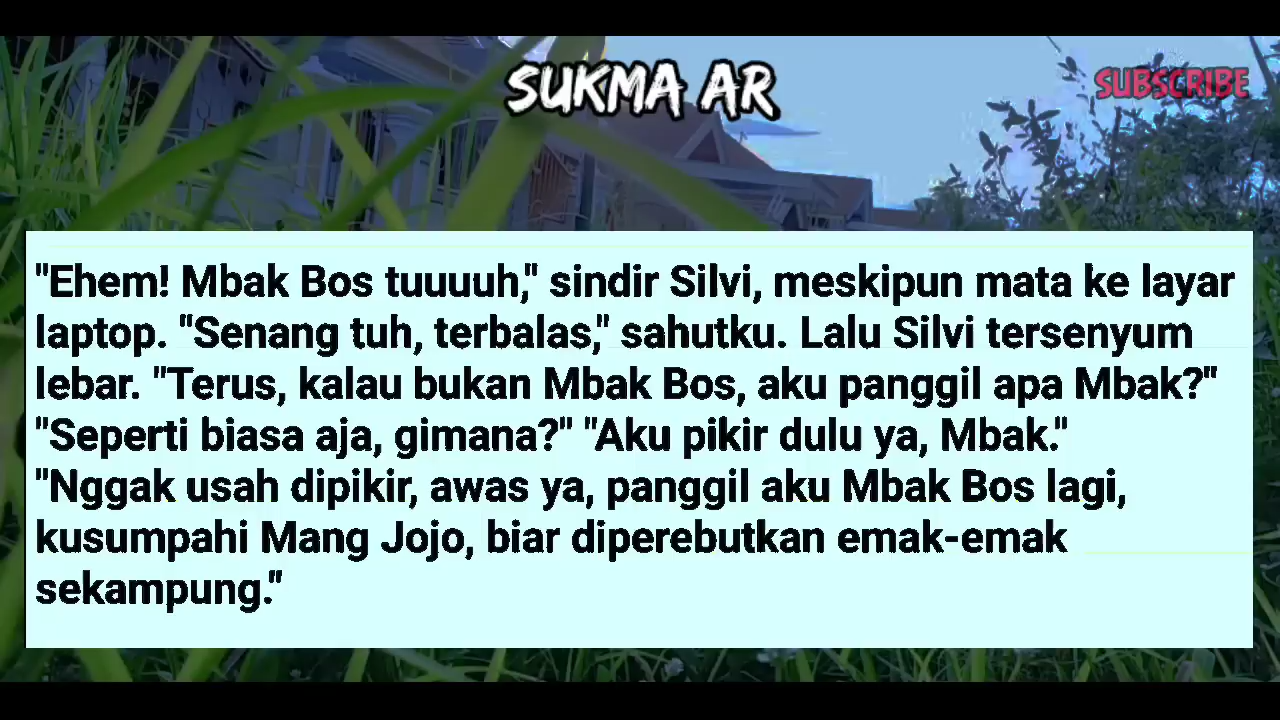 SUKMA AR
SUBSCRIBE
"Ehem! Mbak Bos tuuuuh," sindir Silvi, meskipun mata ke layar
laptop. "Senang tuh, terbalas," sahutku. Lalu Silvi tersenyum
lebar. "Terus, kalau bukan Mbak Bos, aku panggil apa Mbak?"
"Seperti biasa aja, gimana?" "Aku pikir dulu ya, Mbak."
"Nggak usah dipikir, awas ya, panggil aku Mbak Bos lagi,
kusumpahi Mang Jojo, biar diperebutkan emak-emak
sekampung."